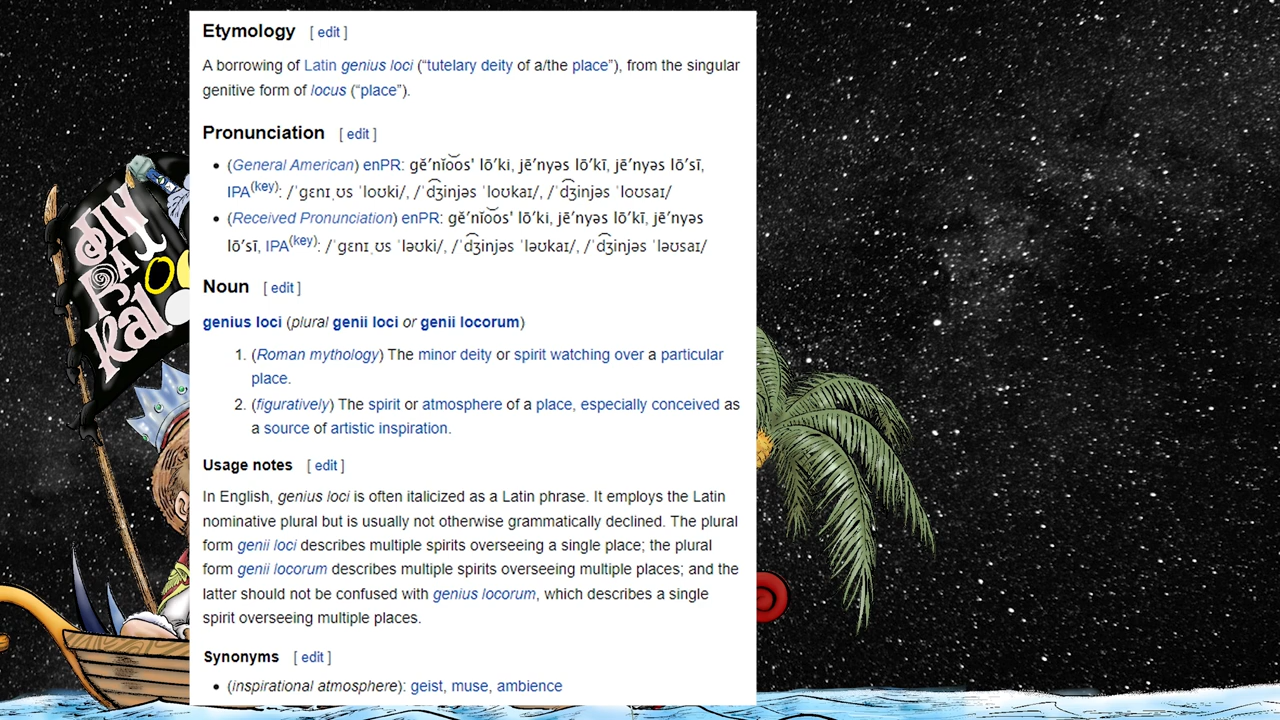 Etymology [ edit ]
A borrowing of Latin genius loci (“tutelary deity of a/the place”), from the singular
genitive form of locus (“place”).
Pronunciation [ edit ]
• (General American) enPR: gĕ′nĭo͝os' lō′ki, jē′nyəs lō′kī, jē′nyəs lō′sī,
IPA(key): /ˈɡɛnɪˌʊs ˈloʊki/, /ˈd͡ʒinjəs ˈloʊkaɪ/, /ˈd͡ʒinjəs ˈloʊsaɪ/
• (Received Pronunciation) enPR: gĕ′nĭo͝os' lō′ki, jē′nyəs lō′kī, jē′nyəs
lō′sī, IPA(key): /ˈɡɛnɪˌʊs ˈləʊki/, /ˈd͡ʒinjəs ˈləʊkaɪ/, /ˈd͡ʒinjəs ˈləʊsaɪ/
Noun [ edit ]
genius loci (plural genii loci or genii locorum)
1. (Roman mythology) The minor deity or spirit watching over a particular
place.
2. (figuratively) The spirit or atmosphere of a place, especially conceived as
a source of artistic inspiration.
Usage notes [ edit ]
In English, genius loci is often italicized as a Latin phrase. It employs the Latin
nominative plural but is usually not otherwise grammatically declined. The plural
form genii loci describes multiple spirits overseeing a single place; the plural
form genii locorum describes multiple spirits overseeing multiple places; and the
latter should not be confused with genius locorum, which describes a single
spirit overseeing multiple places.
Synonyms [ edit ]
• (inspirational atmosphere): geist, muse, ambience